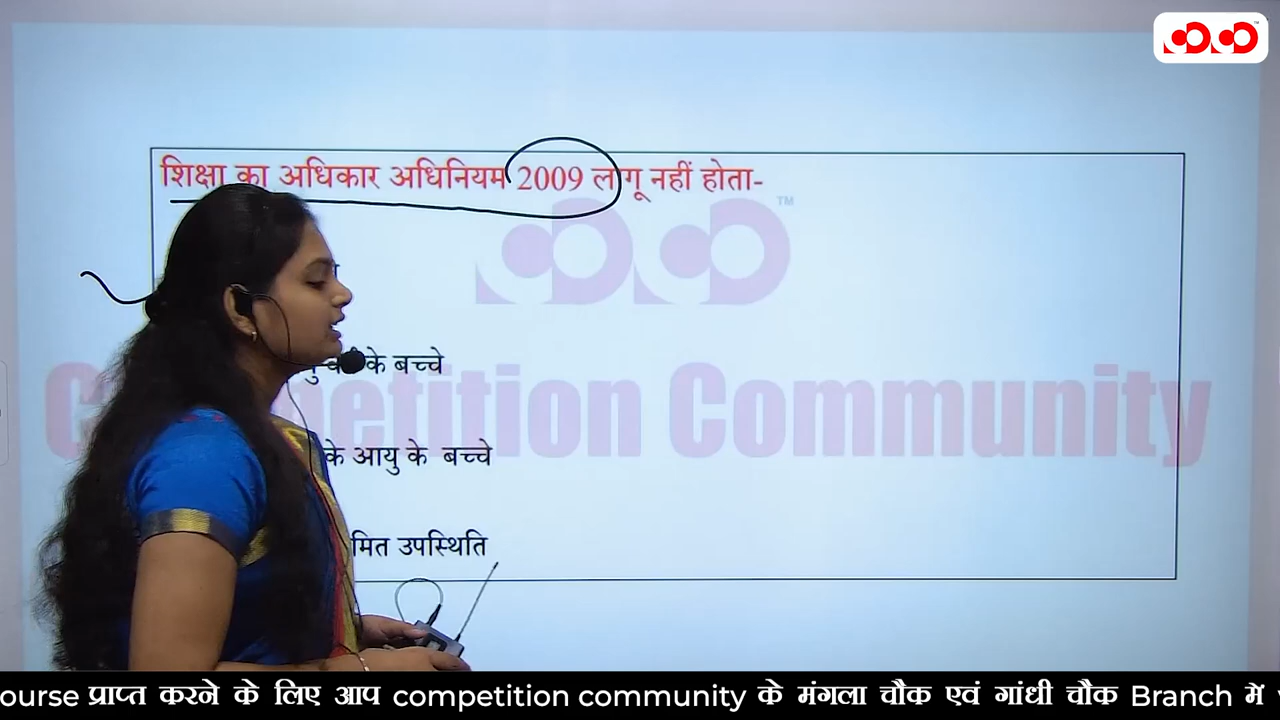 शिक्षा का अधिकार अधिनियम 2009 लागू नहीं होता-
के बच्चे
के आयु के बच्चे
उपस्थिति
Competition Community
TM
ourse प्राप्त करने के लिए आप competition community के मंगला चौक एवं गांधी चौक Branch में